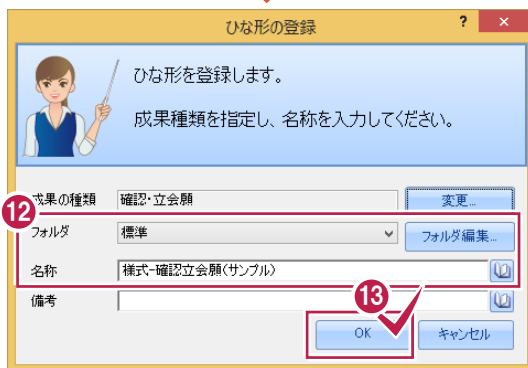 ひな形の登録 ? ×
ひな形を登録します。
成果種類を指定し、名称を入力してください。
成果の種類 確認・立会願 変更...
⑫
フォルダ 標準 フォルダ編集...
名称 様式-確認立会願(サンプル)
備考
⑬
OK キャンセル